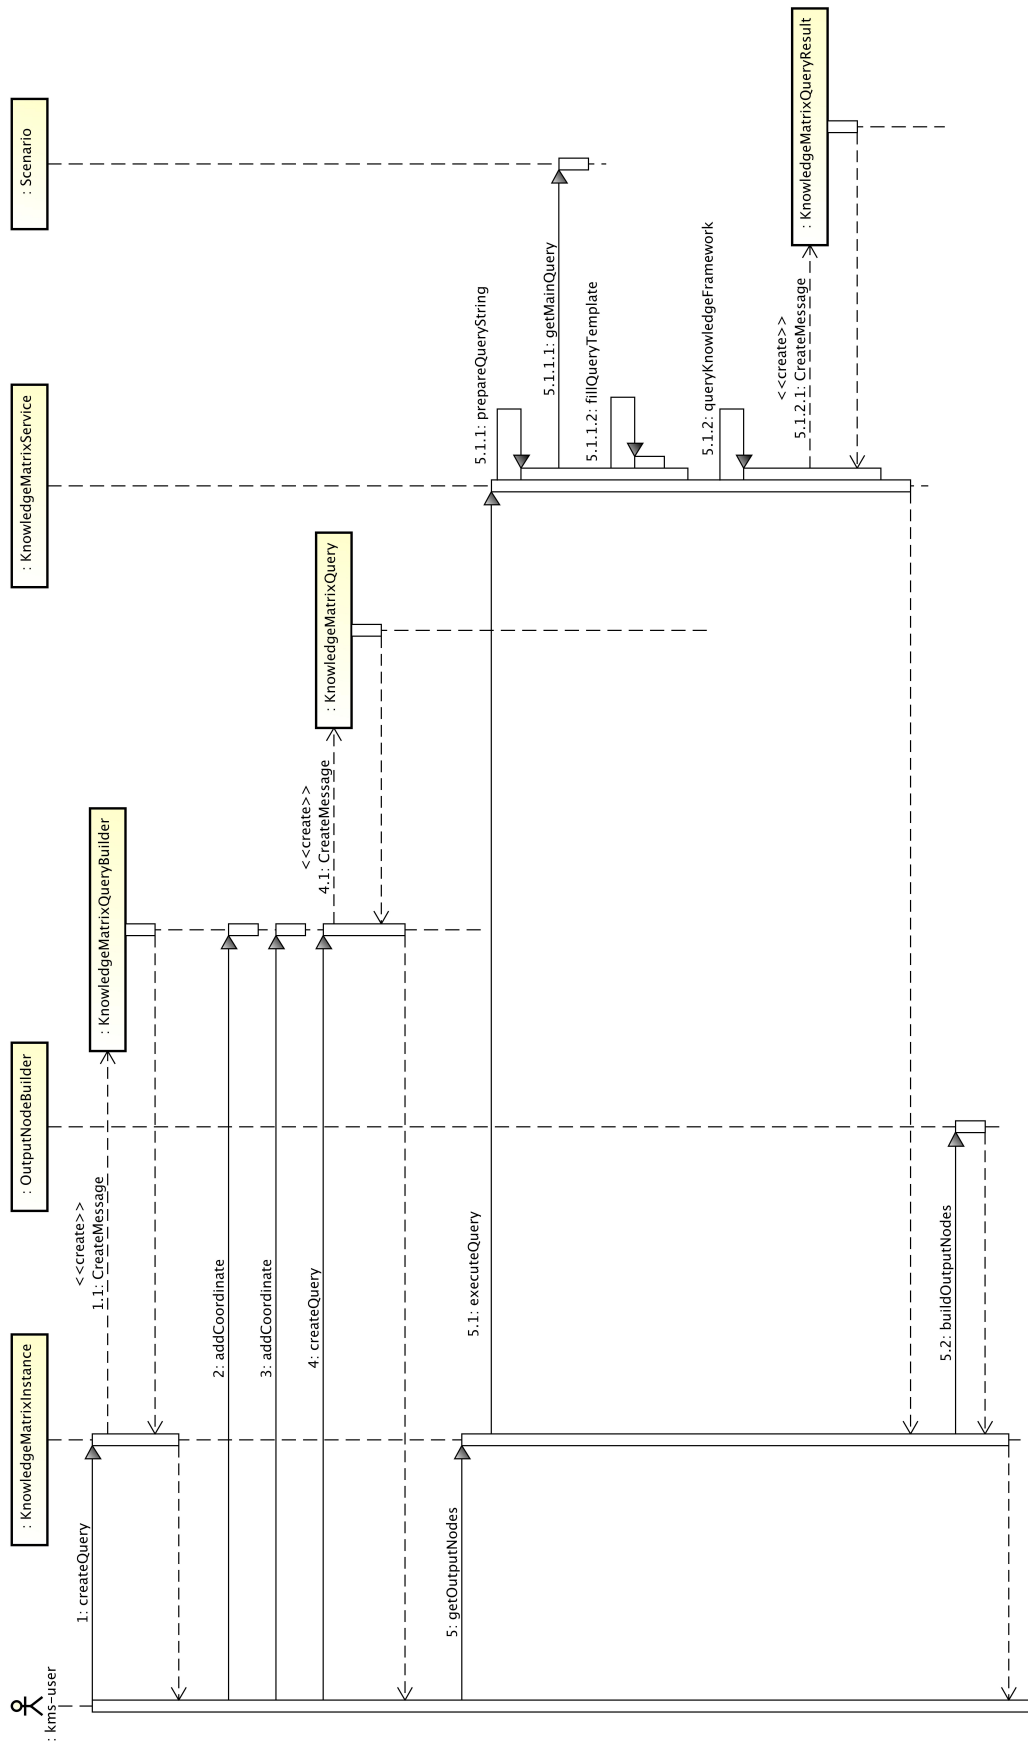 : kms-user
: KnowledgeMatrixInstance
: OutputNodeBuilder
: KnowledgeMatrixQueryBuilder
: KnowledgeMatrixQuery
: KnowledgeMatrixService
: Scenario
: KnowledgeMatrixQueryResult
1: createQuery
<<create>>
1.1: CreateMessage
2: addCoordinate
3: addCoordinate
4: createQuery
<<create>>
4.1: CreateMessage
5: getOutputNodes
5.1: executeQuery
5.1.1: prepareQueryString
5.1.1.1: getMainQuery
5.1.1.2: fillQueryTemplate
5.1.2: queryKnowledgeFramework
<<create>>
5.1.2.1: CreateMessage
5.2: buildOutputNodes